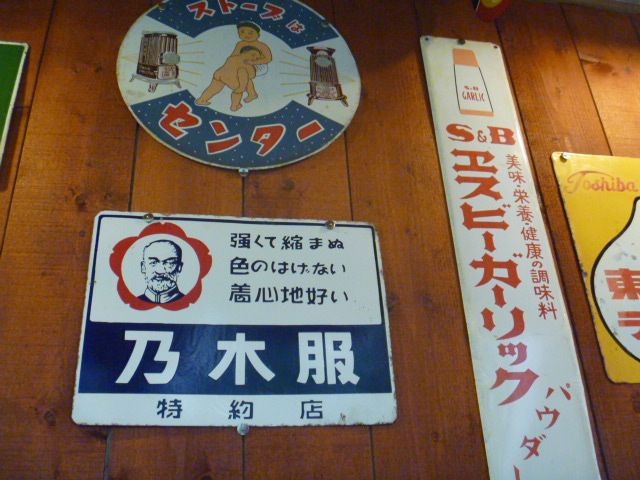 ストーブは
センター
強くて縮まぬ
色のはげない
着心地好い
乃木服
特約店
S&B
GARLIC
S&B
ヱスビーガーリック
パウダー
美味・栄養・健康の調味料
Toshiba
東